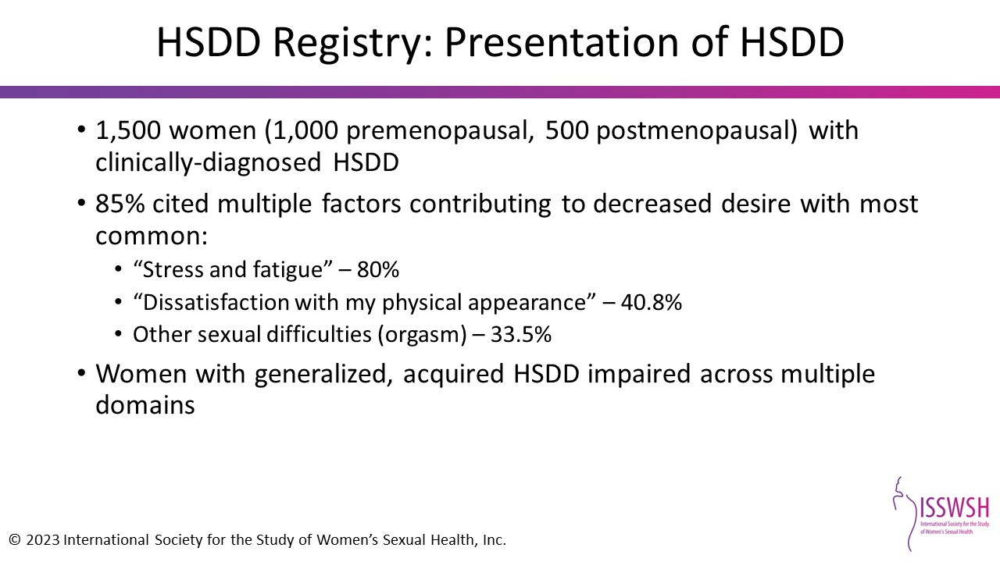 HSDD Registry: Presentation of HSDD
• 1,500 women (1,000 premenopausal, 500 postmenopausal) with
clinically-diagnosed HSDD
• 85% cited multiple factors contributing to decreased desire with most
common:
• “Stress and fatigue” – 80%
• “Dissatisfaction with my physical appearance” – 40.8%
• Other sexual difficulties (orgasm) – 33.5%
• Women with generalized, acquired HSDD impaired across multiple
domains
ISSWSH
International Society for the Study
of Women's Sexual Health
© 2023 International Society for the Study of Women’s Sexual Health, Inc.